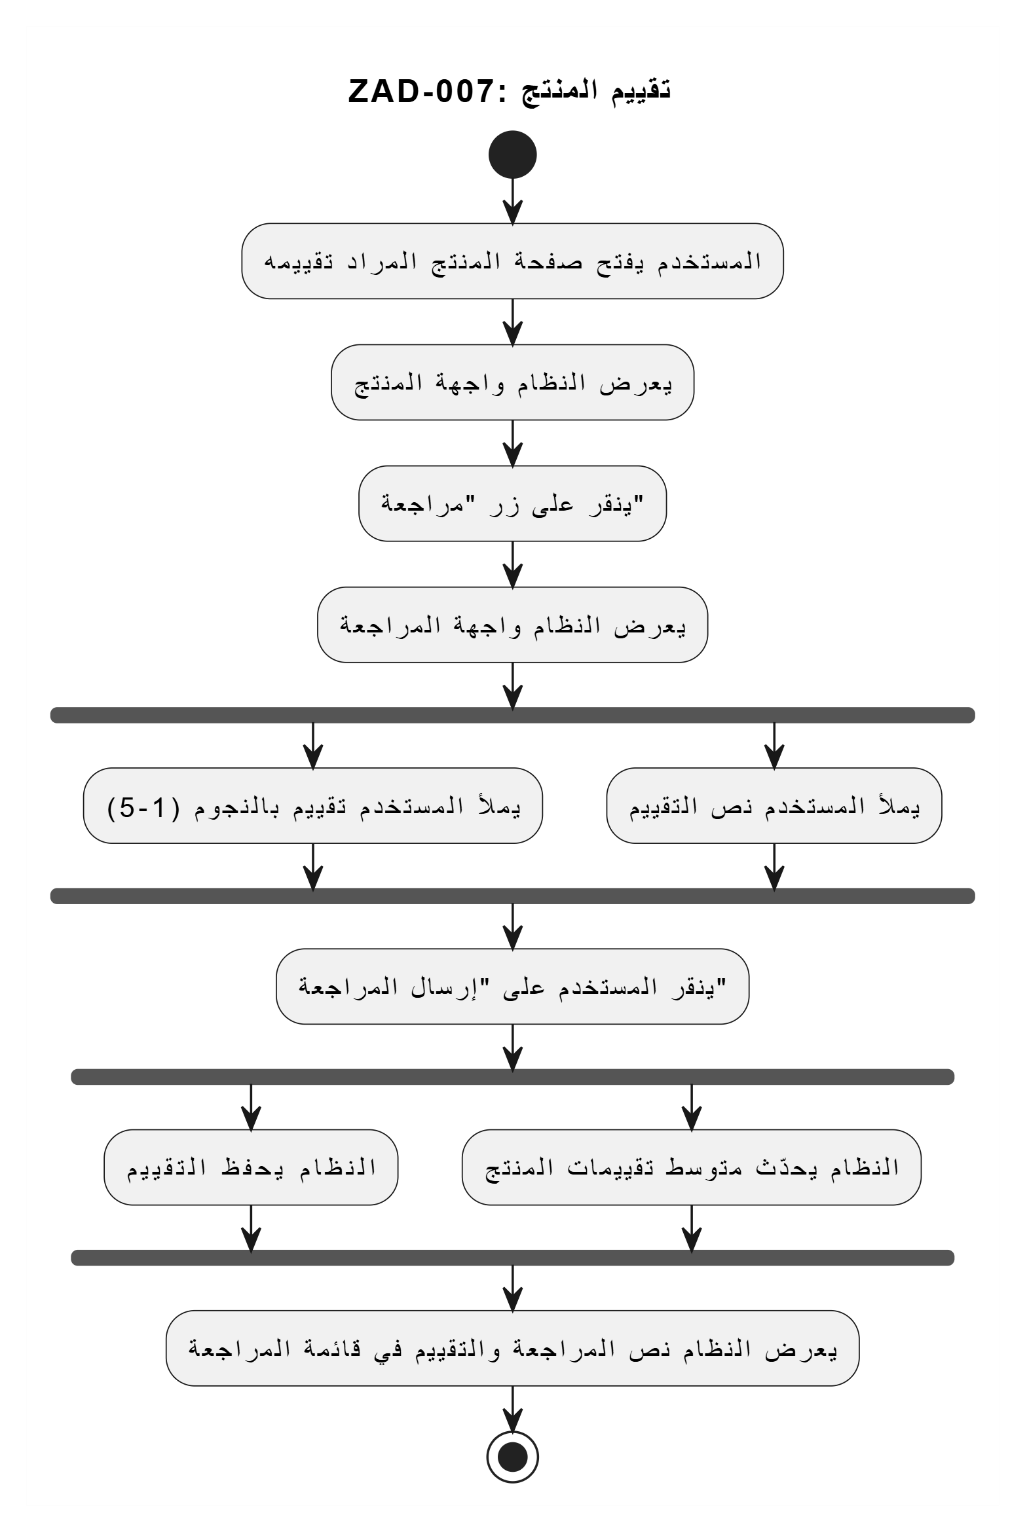 ZAD-007: تقييم المنتج
المستخدم يفتح صفحة المنتج المراد تقييمه
يعرض النظام واجهة المنتج
ينقر على زر "مراجعة"
يعرض النظام واجهة المراجعة
يملأ المستخدم تقييم بالنجوم (1-5)
يملأ المستخدم نص التقييم
ينقر المستخدم على "إرسال المراجعة"
النظام يحفظ التقييم
النظام يحدّث متوسط تقييمات المنتج
يعرض النظام نص المراجعة والتقييم في قائمة المراجعة